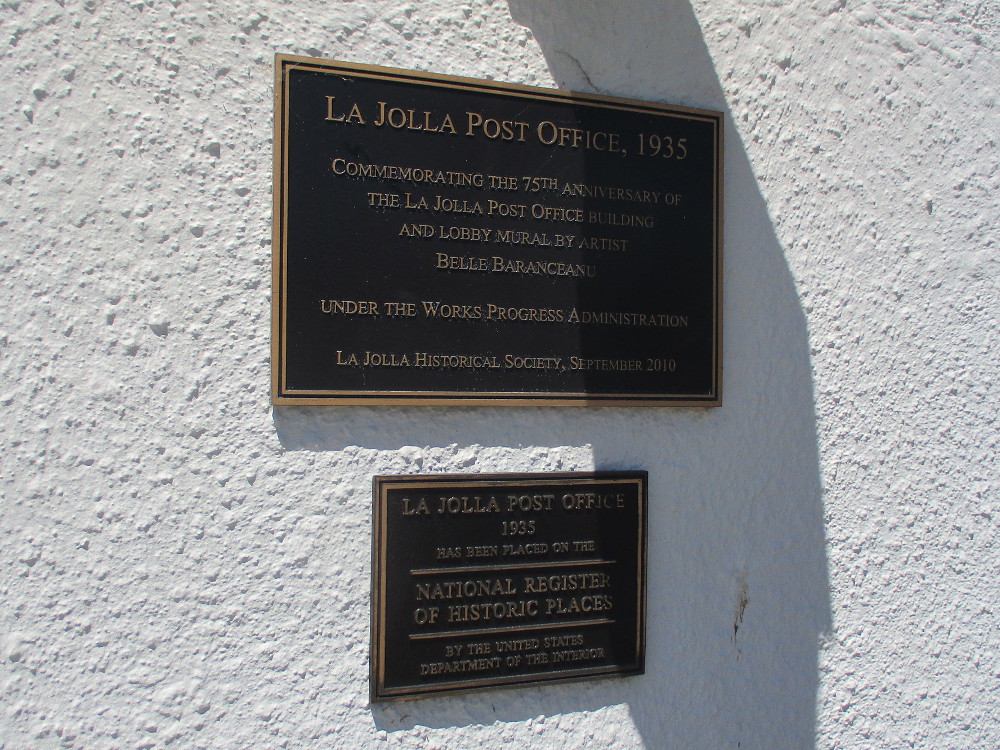 LA JOLLA POST OFFICE, 1935
COMMEMORATING THE 75TH ANNIVERSARY OF
THE LA JOLLA POST OFFICE BUILDING
AND LOBBY MURAL BY ARTIST
BELLE BARANCEANU
UNDER THE WORKS PROGRESS ADMINISTRATION
LA JOLLA HISTORICAL SOCIETY, SEPTEMBER 2010
LA JOLLA POST OFFICE
1935
HAS BEEN PLACED ON THE
NATIONAL REGISTER
OF HISTORIC PLACES
BY THE UNITED STATES
DEPARTMENT OF THE INTERIOR